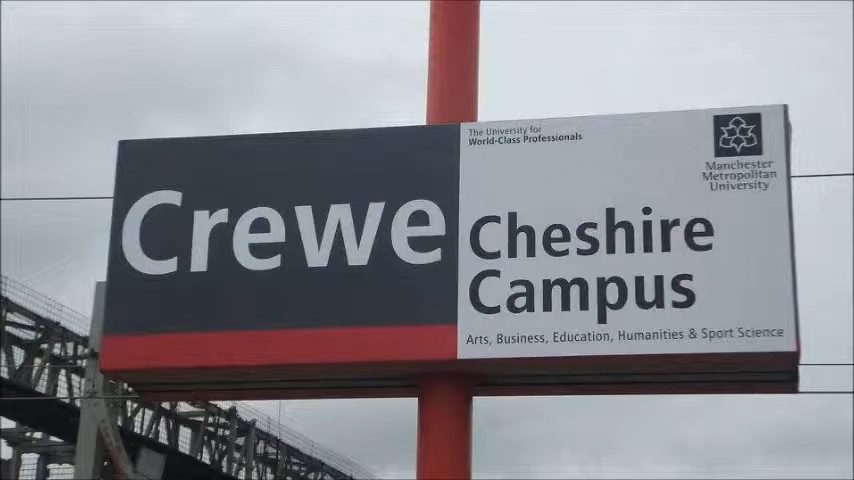 Crewe
The University for
World-Class Professionals
Manchester
Metropolitan
University
Cheshire
Campus
Arts, Business, Education, Humanities & Sport Science